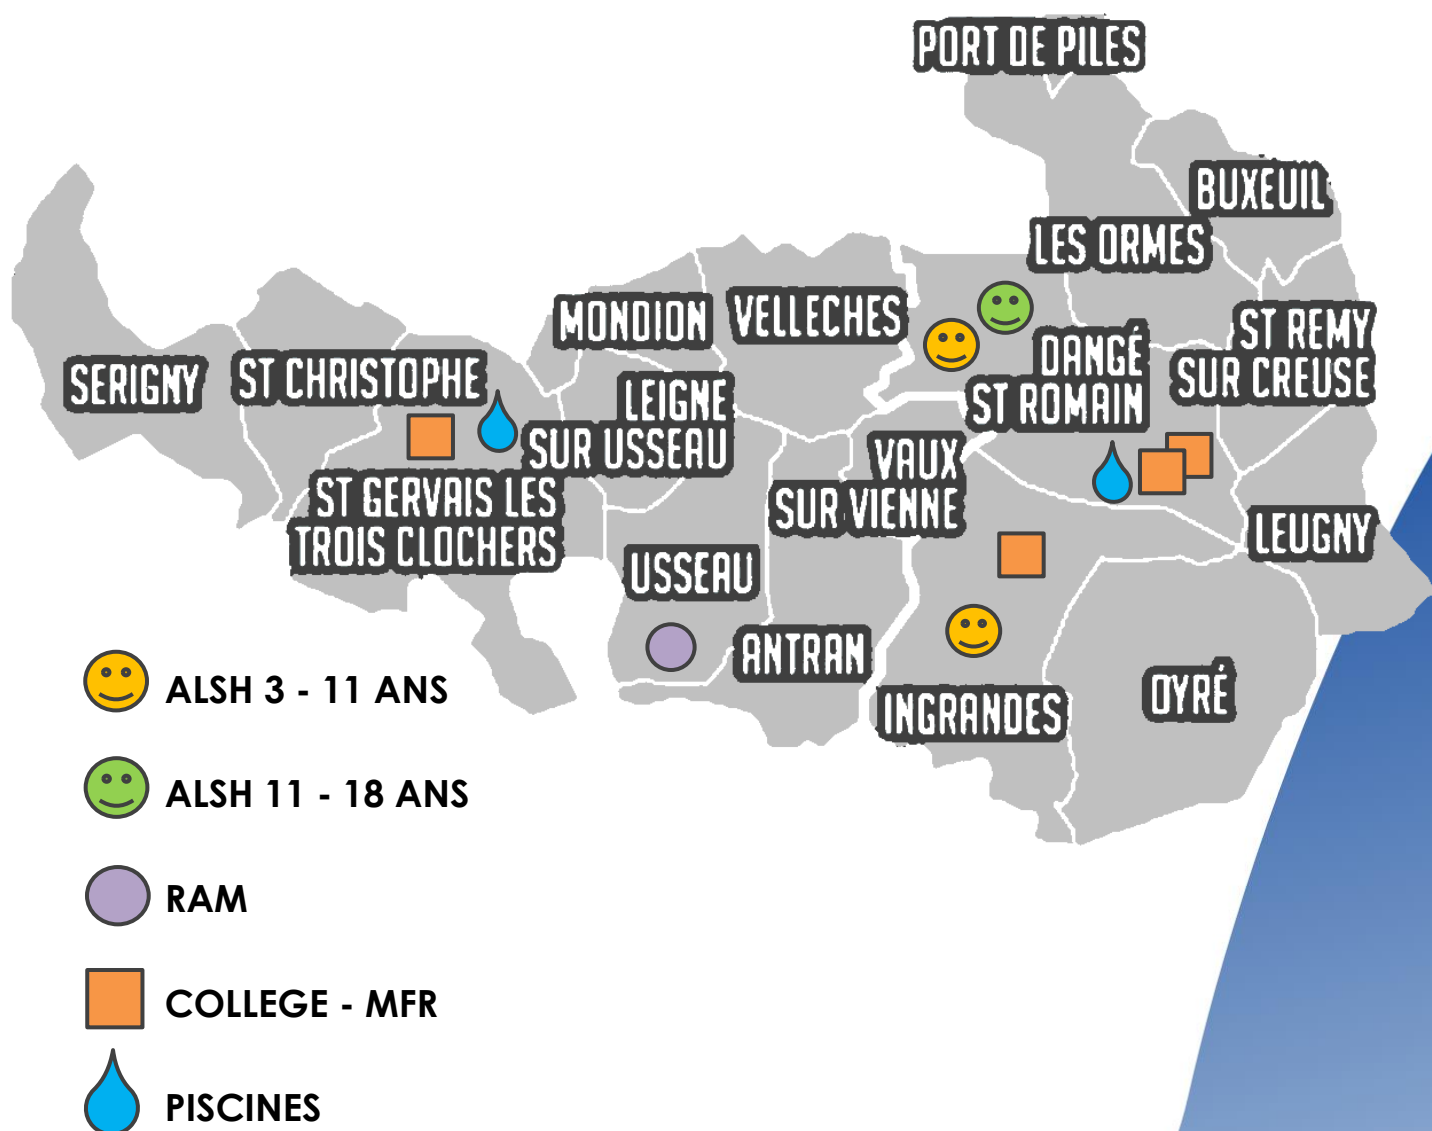 PORT DE PILES
BUXEUIL
LES ORMES
MONDION
VELLECHES
ST REMY
SUR CREUSE
DANGÉ
ST ROMAIN
SERIGNY
ST CHRISTOPHE
LEIGNE
SUR USSEAU
VAUX
SUR VIENNE
ST GERVAIS LES
TROIS CLOCHERS
LEUGNY
USSEAU
ANTRAN
INGRANDES
OYRÉ
ALSH 3 - 11 ANS
ALSH 11 - 18 ANS
RAM
COLLEGE - MFR
PISCINES